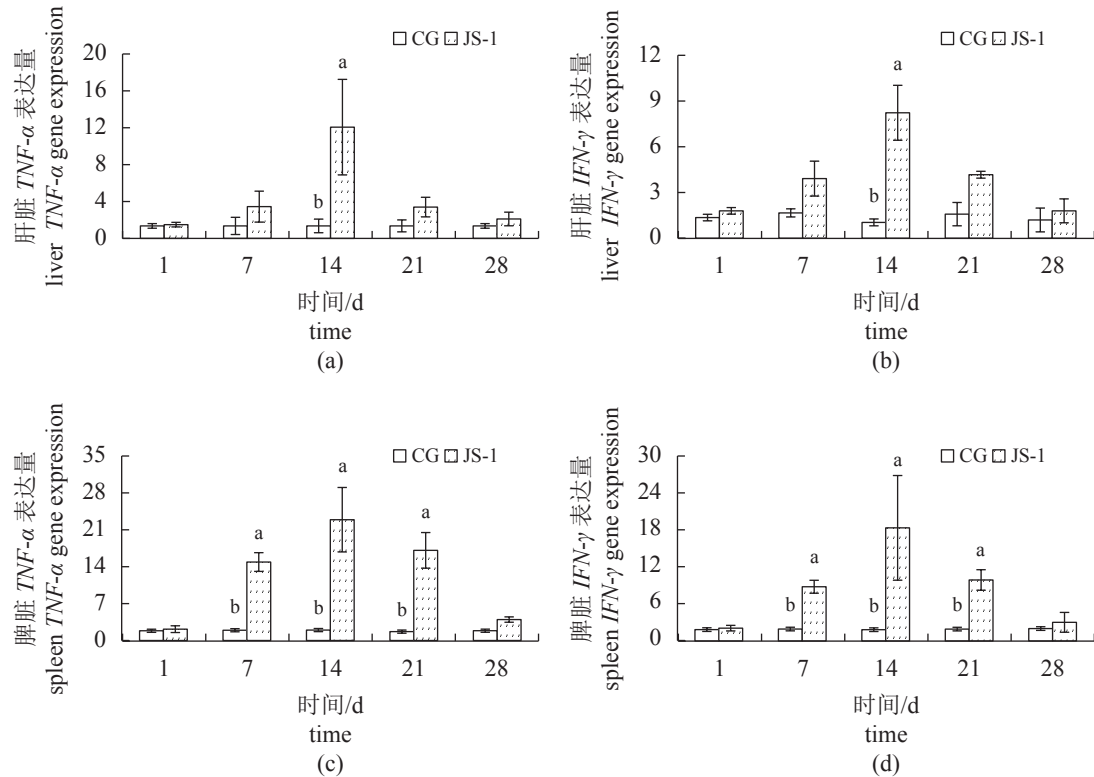 CG JS-1
肝脏 TNF-α 表达量
liver TNF-α gene expression
20
16
12
8
4
0
a
b
1 7 14 21 28
时间/d
time
(a)
CG JS-1
肝脏 IFN-γ 表达量
liver IFN-γ gene expression
12
9
6
3
0
a
b
1 7 14 21 28
时间/d
time
(b)
CG JS-1
脾脏 TNF-α 表达量
spleen TNF-α gene expression
35
28
21
14
7
0
a a a
b b b
1 7 14 21 28
时间/d
time
(c)
CG JS-1
脾脏 IFN-γ 表达量
spleen IFN-γ gene expression
30
24
18
12
6
0
a a a
b b b
1 7 14 21 28
时间/d
time
(d)